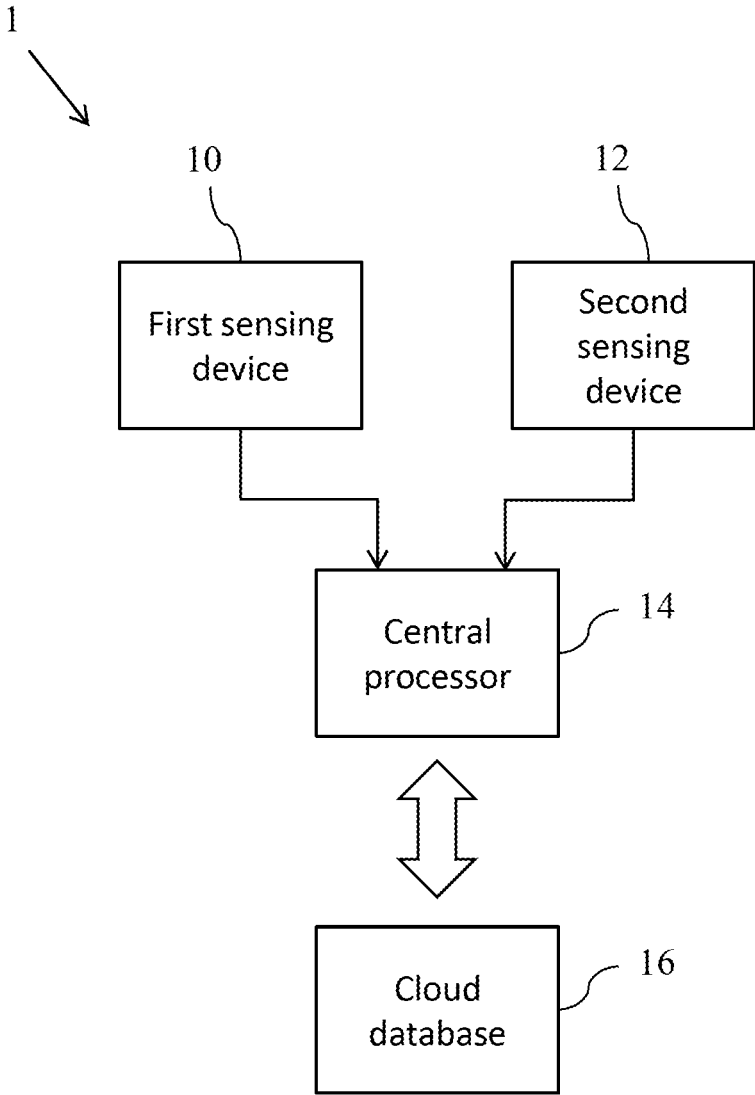 1
10
12
First sensing
device
Second
sensing
device
14
Central
processor
16
Cloud
database